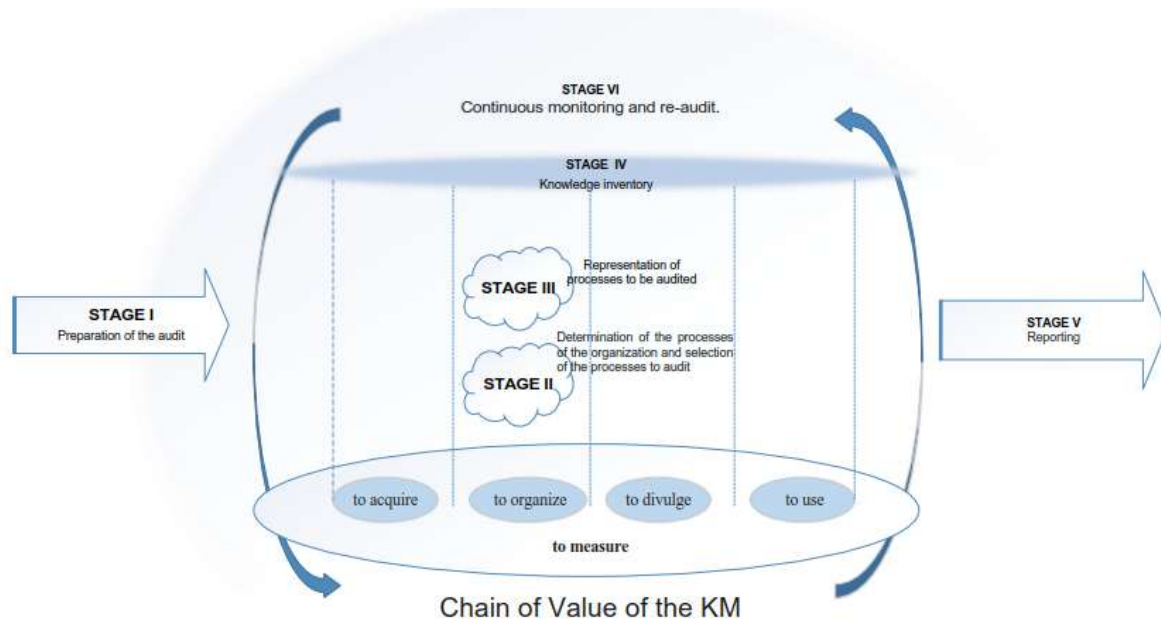 STAGE VI
Continuous monitoring and re-audit.
STAGE IV
Knowledge inventory
STAGE I
Preparation of the audit
STAGE III
Representation of
processes to be audited
STAGE II
Determination of the processes
of the organization and selection
of the processes to audit
STAGE V
Reporting
to acquire
to organize
to divulge
to use
to measure
Chain of Value of the KM